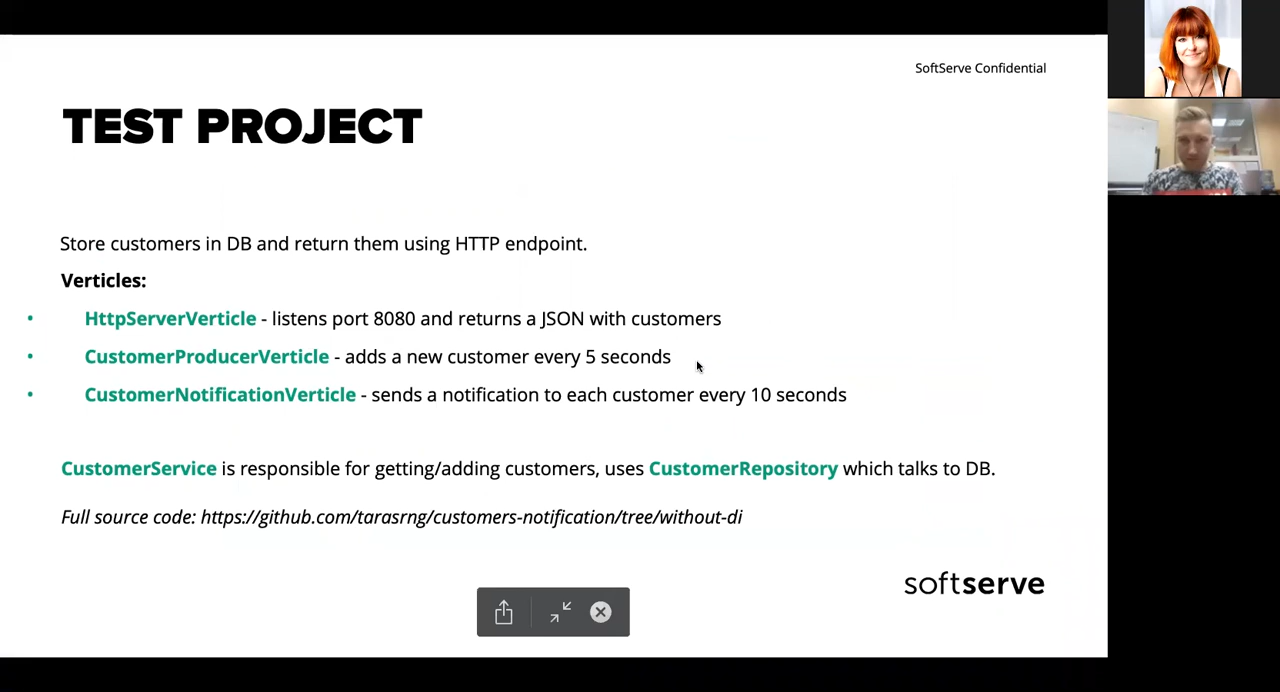 SoftServe Confidential
TEST PROJECT
Store customers in DB and return them using HTTP endpoint.
Verticles:
• HttpServerVerticle - listens port 8080 and returns a JSON with customers
• CustomerProducerVerticle - adds a new customer every 5 seconds
• CustomerNotificationVerticle - sends a notification to each customer every 10 seconds
CustomerService is responsible for getting/adding customers, uses CustomerRepository which talks to DB.
Full source code: https://github.com/tarasrng/customers-notification/tree/without-di
softserve